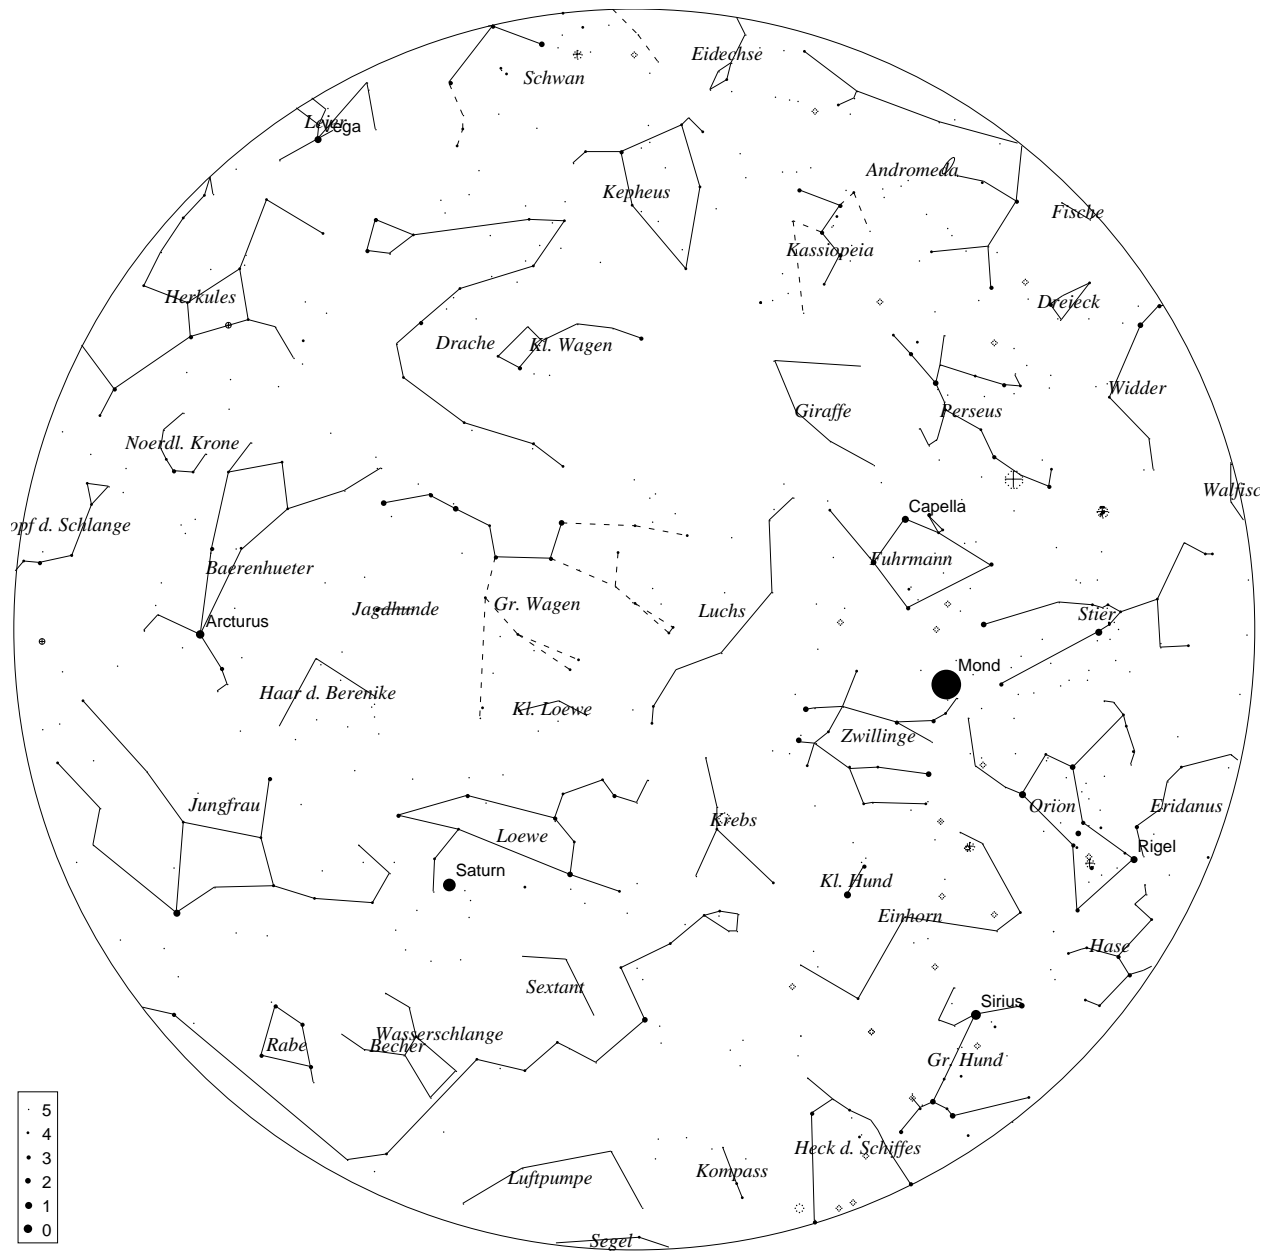 Eidechse
Schwan
Leier
Vega
Andromeda
Kepheus
Fische
Kassiopeia
Herkules
Dreieck
Drache
Kl. Wagen
Widder
Giraffe
Perseus
Noerdl. Krone
Walfisc
Capella
opf d. Schlange
Fuhrmann
Baerenhueter
Jagdhunde
Gr. Wagen
Luchs
Stier
Arcturus
Mond
Haar d. Berenike
Kl. Loewe
Zwillinge
Jungfrau
Orion
Eridanus
Krebs
Loewe
Rigel
Saturn
Kl. Hund
Einhorn
Hase
Sextant
Sirius
Wasserschlange
Rabe
Becher
Gr. Hund
5
4
3
2
1
0
Heck d. Schiffes
Kompass
Luftpumpe
Segel